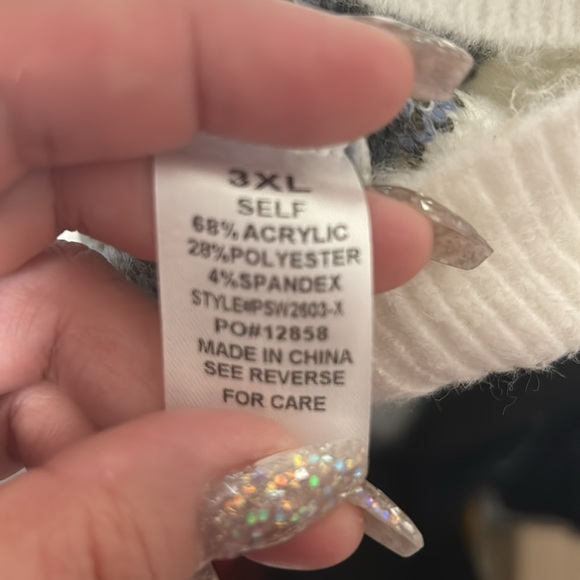 3XL
SELF
68% ACRYLIC
28%POLYESTER
4%SPANDEX
STYLE#PSW2603-X
PO#12858
MADE IN CHINA
SEE REVERSE
FOR CARE